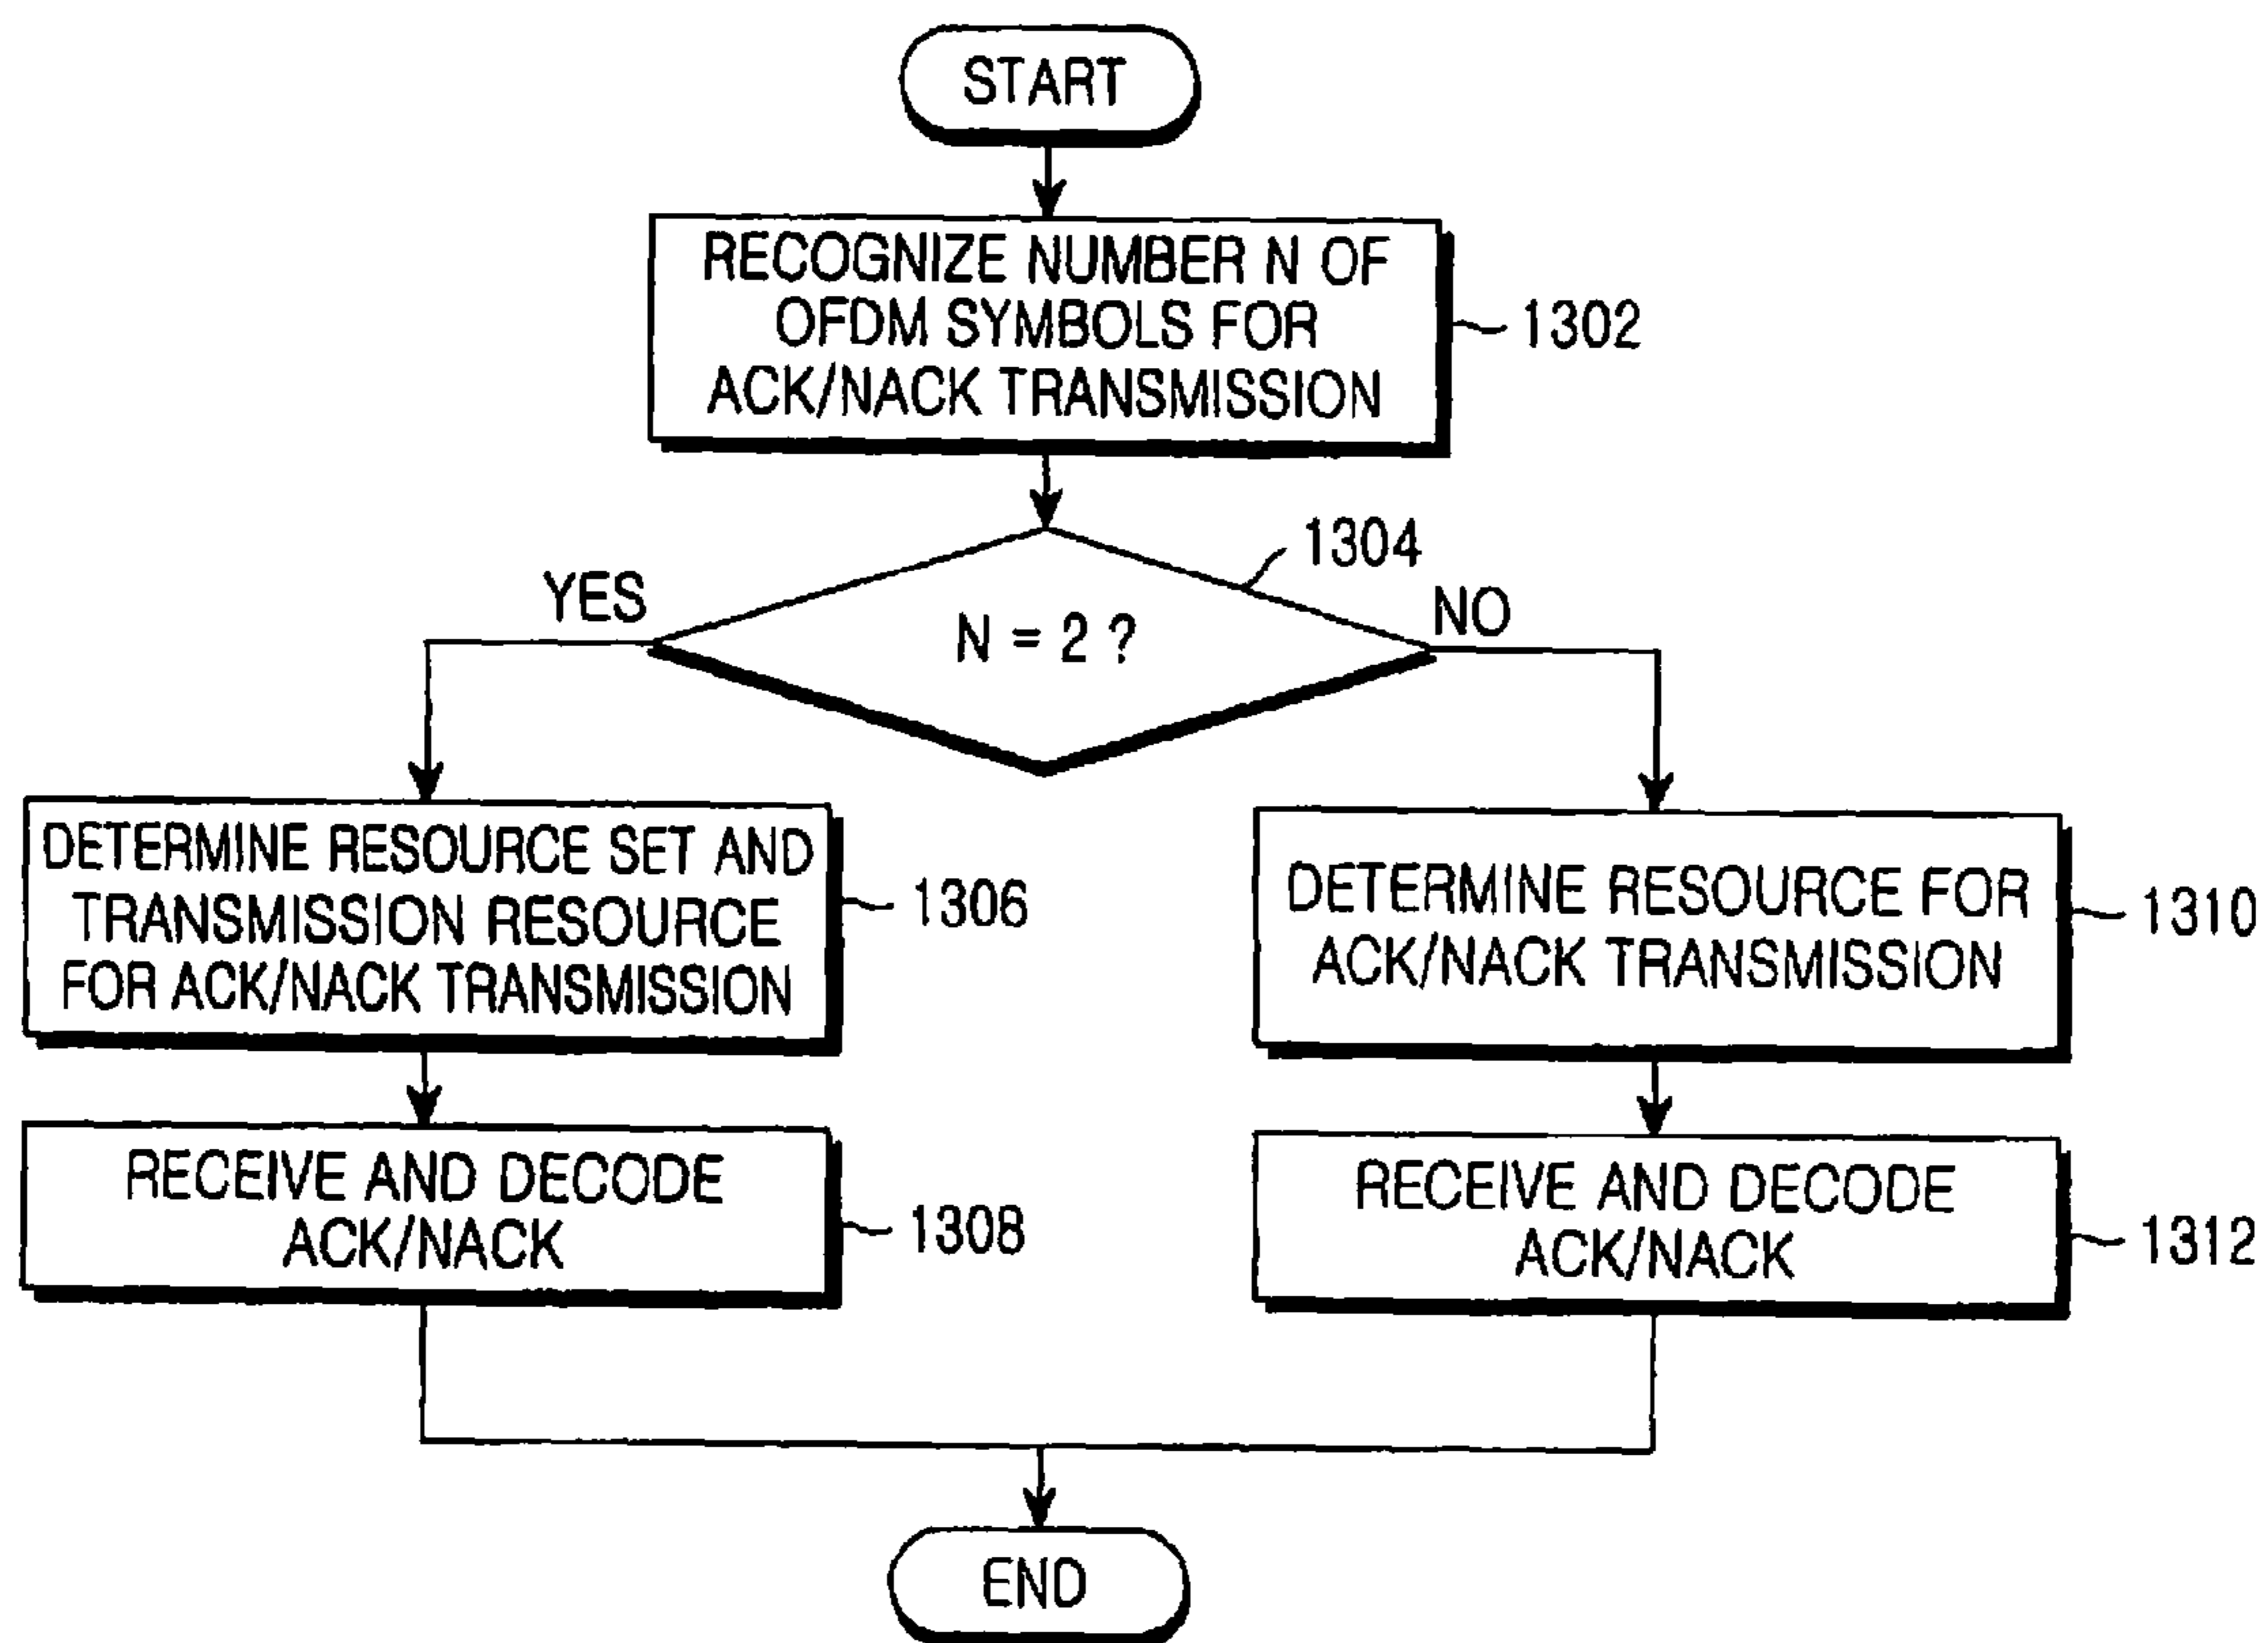 START
RECOGNIZE NUMBER N OF
OFDM SYMBOLS FOR
ACK/NACK TRANSMISSION
1302
1304
YES
N = 2 ?
NO
DETERMINE RESOURCE SET AND
TRANSMISSION RESOURCE
FOR ACK/NACK TRANSMISSION
1306
DETERMINE RESOURCE FOR
ACK/NACK TRANSMISSION
1310
RECEIVE AND DECODE
ACK/NACK
1308
RECEIVE AND DECODE
ACK/NACK
1312
END